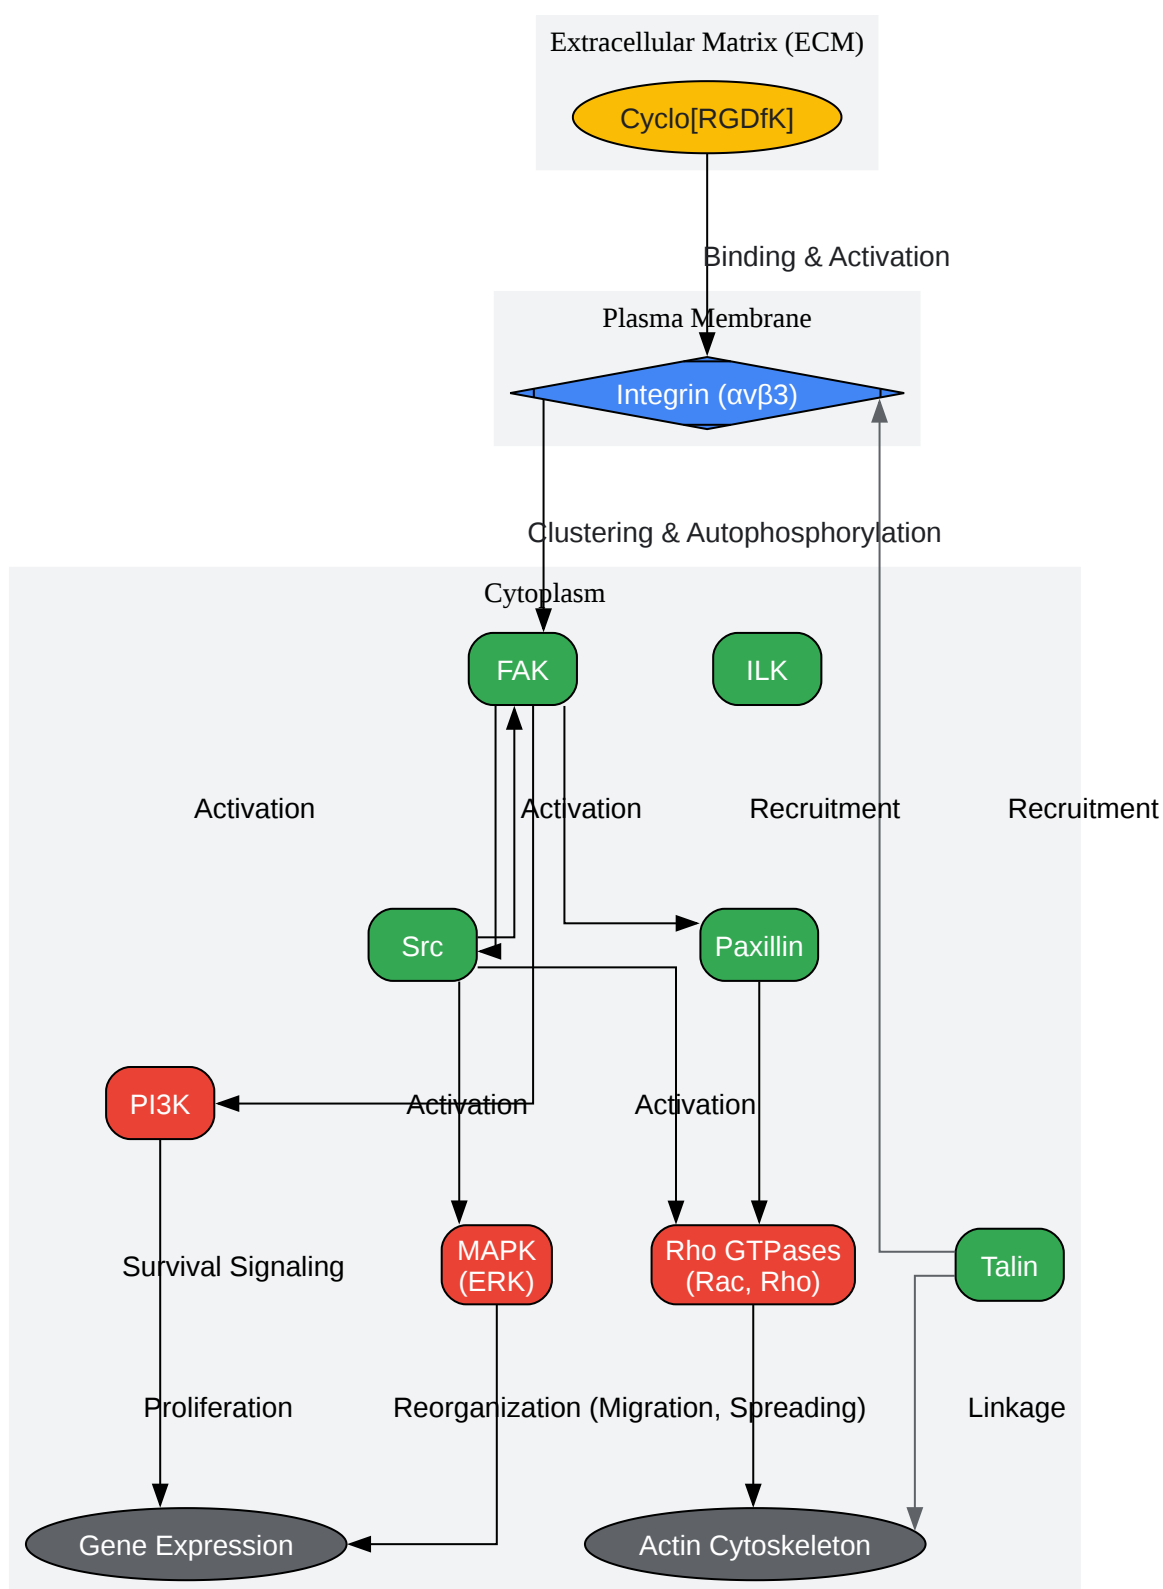 Extracellular Matrix (ECM)
Cyclo[RGDfK]
Binding & Activation
Plasma Membrane
Integrin (αvβ3)
Clustering & Autophosphorylation
Cytoplasm
FAK
ILK
Activation
Activation
Recruitment
Recruitment
Src
Paxillin
PI3K
Activation
Activation
MAPK
(ERK)
Rho GTPases
(Rac, Rho)
Survival Signaling
Talin
Proliferation
Reorganization (Migration, Spreading)
Linkage
Gene Expression
Actin Cytoskeleton